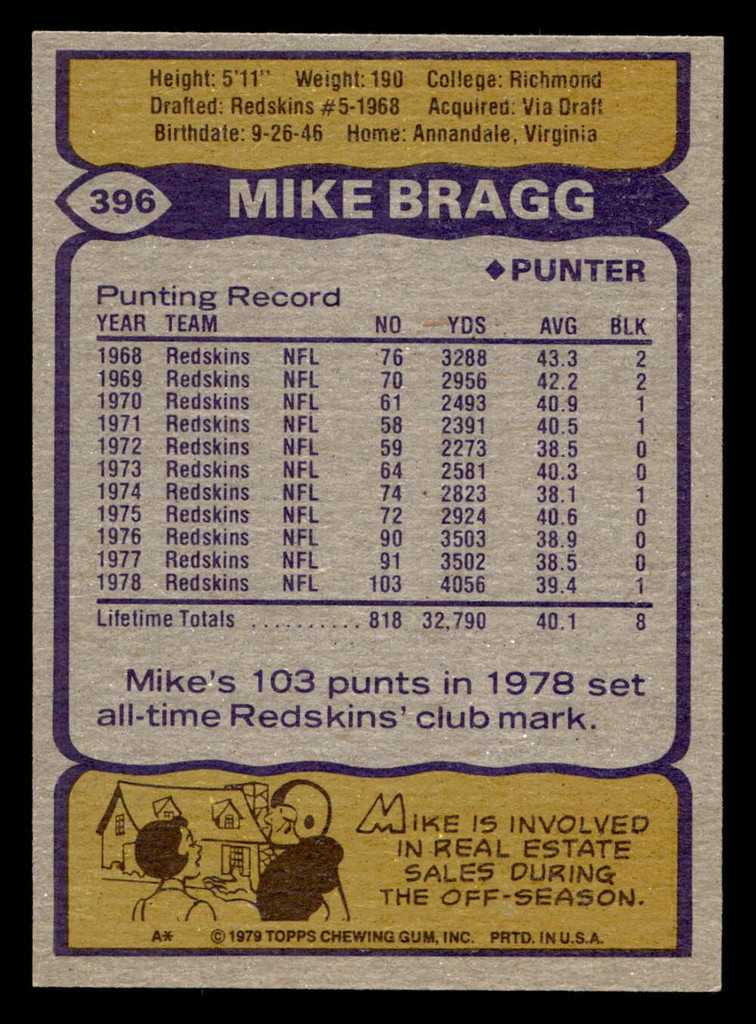 Height: 5'11" Weight: 190 College: Richmond
Drafted: Redskins #5-1968 Acquired: Via Draft
Birthdate: 9-26-46 Home: Annandale, Virginia
396 MIKE BRAGG
◆PUNTER
Punting Record
YEAR TEAM NO YDS AVG BLK
1968 Redskins NFL 76 3288 43.3 2
1969 Redskins NFL 70 2956 42.2 2
1970 Redskins NFL 61 2493 40.9 1
1971 Redskins NFL 58 2391 40.5 1
1972 Redskins NFL 59 2273 38.5 0
1973 Redskins NFL 64 2581 40.3 0
1974 Redskins NFL 74 2823 38.1 1
1975 Redskins NFL 72 2924 40.6 0
1976 Redskins NFL 90 3503 38.9 0
1977 Redskins NFL 91 3502 38.5 0
1978 Redskins NFL 103 4056 39.4 1
Lifetime Totals .......... 818 32,790 40.1 8
Mike's 103 punts in 1978 set
all-time Redskins' club mark.
MIKE IS INVOLVED
IN REAL ESTATE
SALES DURING
THE OFF-SEASON.
A* © 1979 TOPPS CHEWING GUM, INC. PRTD. IN U.S.A.